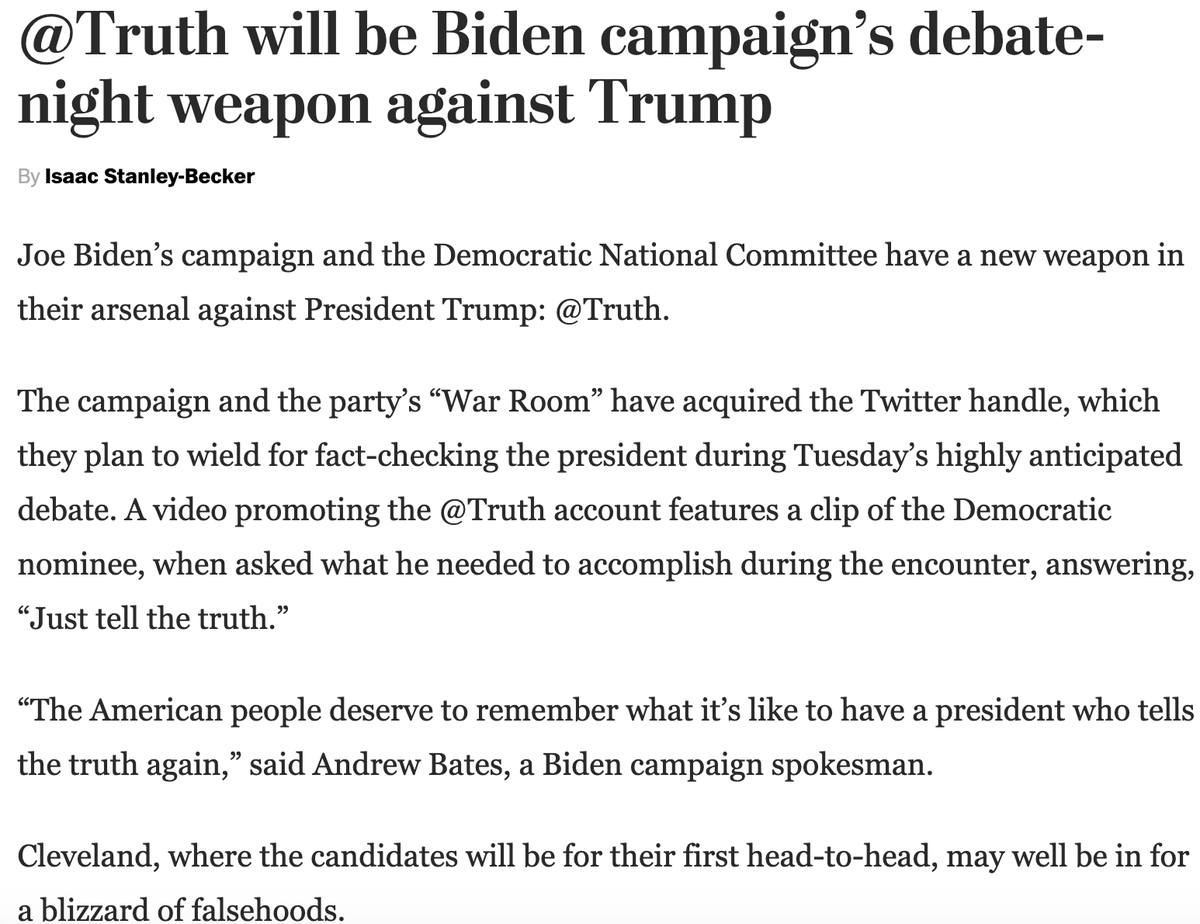 @Truth will be Biden campaign’s debate-
night weapon against Trump
By Isaac Stanley-Becker
Joe Biden’s campaign and the Democratic National Committee have a new weapon in
their arsenal against President Trump: @Truth.
The campaign and the party’s “War Room” have acquired the Twitter handle, which
they plan to wield for fact-checking the president during Tuesday’s highly anticipated
debate. A video promoting the @Truth account features a clip of the Democratic
nominee, when asked what he needed to accomplish during the encounter, answering,
“Just tell the truth.”
“The American people deserve to remember what it’s like to have a president who tells
the truth again,” said Andrew Bates, a Biden campaign spokesman.
Cleveland, where the candidates will be for their first head-to-head, may well be in for
a blizzard of falsehoods.